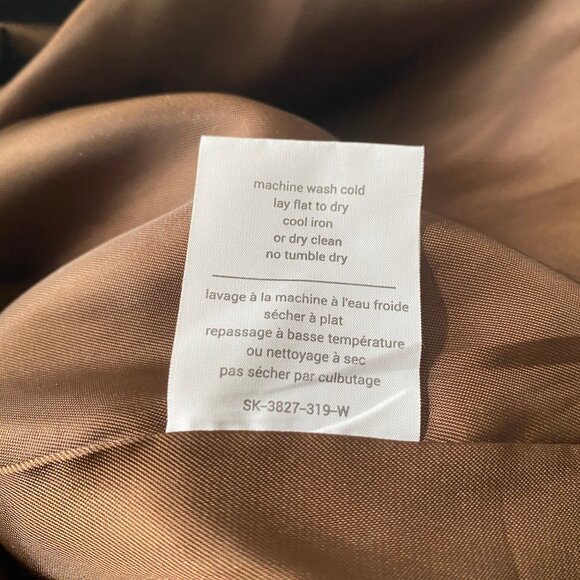 machine wash cold
lay flat to dry
cool iron
or dry clean
no tumble dry
lavage à la machine à l'eau froide
sécher à plat
repassage à basse température
ou nettoyage à sec
pas sécher par culbutage
SK–3827–319–W